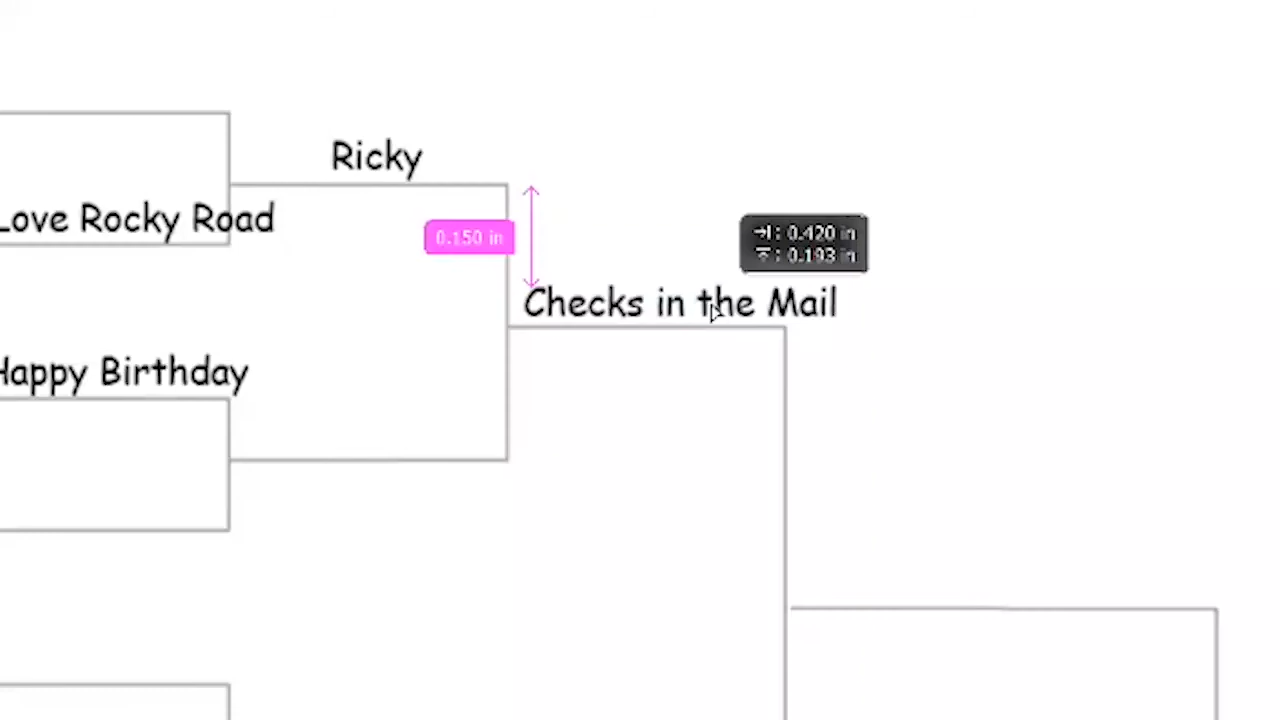 Ricky
Love Rocky Road
0.150 in
→|: 0.420 in
0.193 in
Checks in the Mail
Happy Birthday